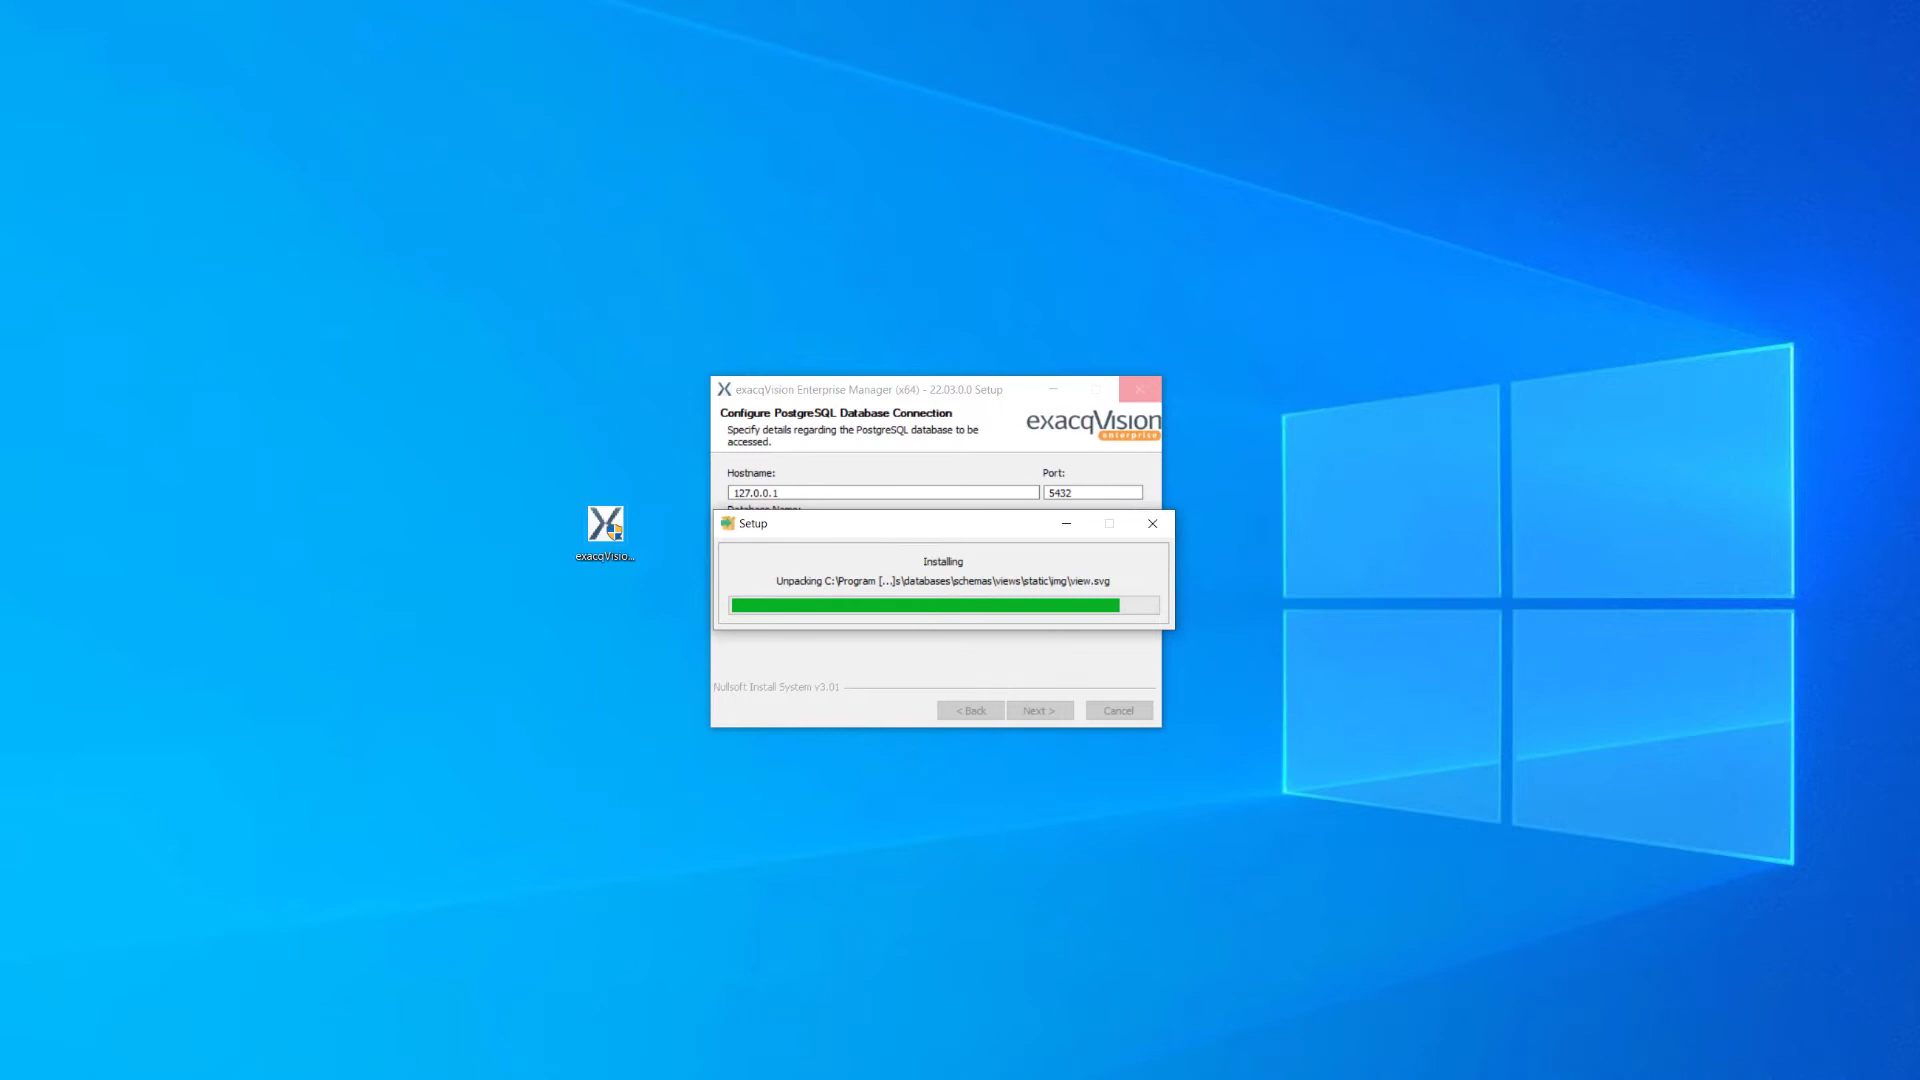 exacqVision Enterprise Manager (x64) - 22.03.0.0 Setup
Configure PostgreSQL Database Connection
Specify details regarding the PostgreSQL database to be
accessed.
exacqVision
enterprise
Hostname:
Port:
127.0.0.1
5432
Database Name:
exacqVisio...
Setup
Installing
Unpacking C:\Program [...]s\databases\schemas\views\static\img\view.svg
Nullsoft Install System v3.01
< Back
Next >
Cancel